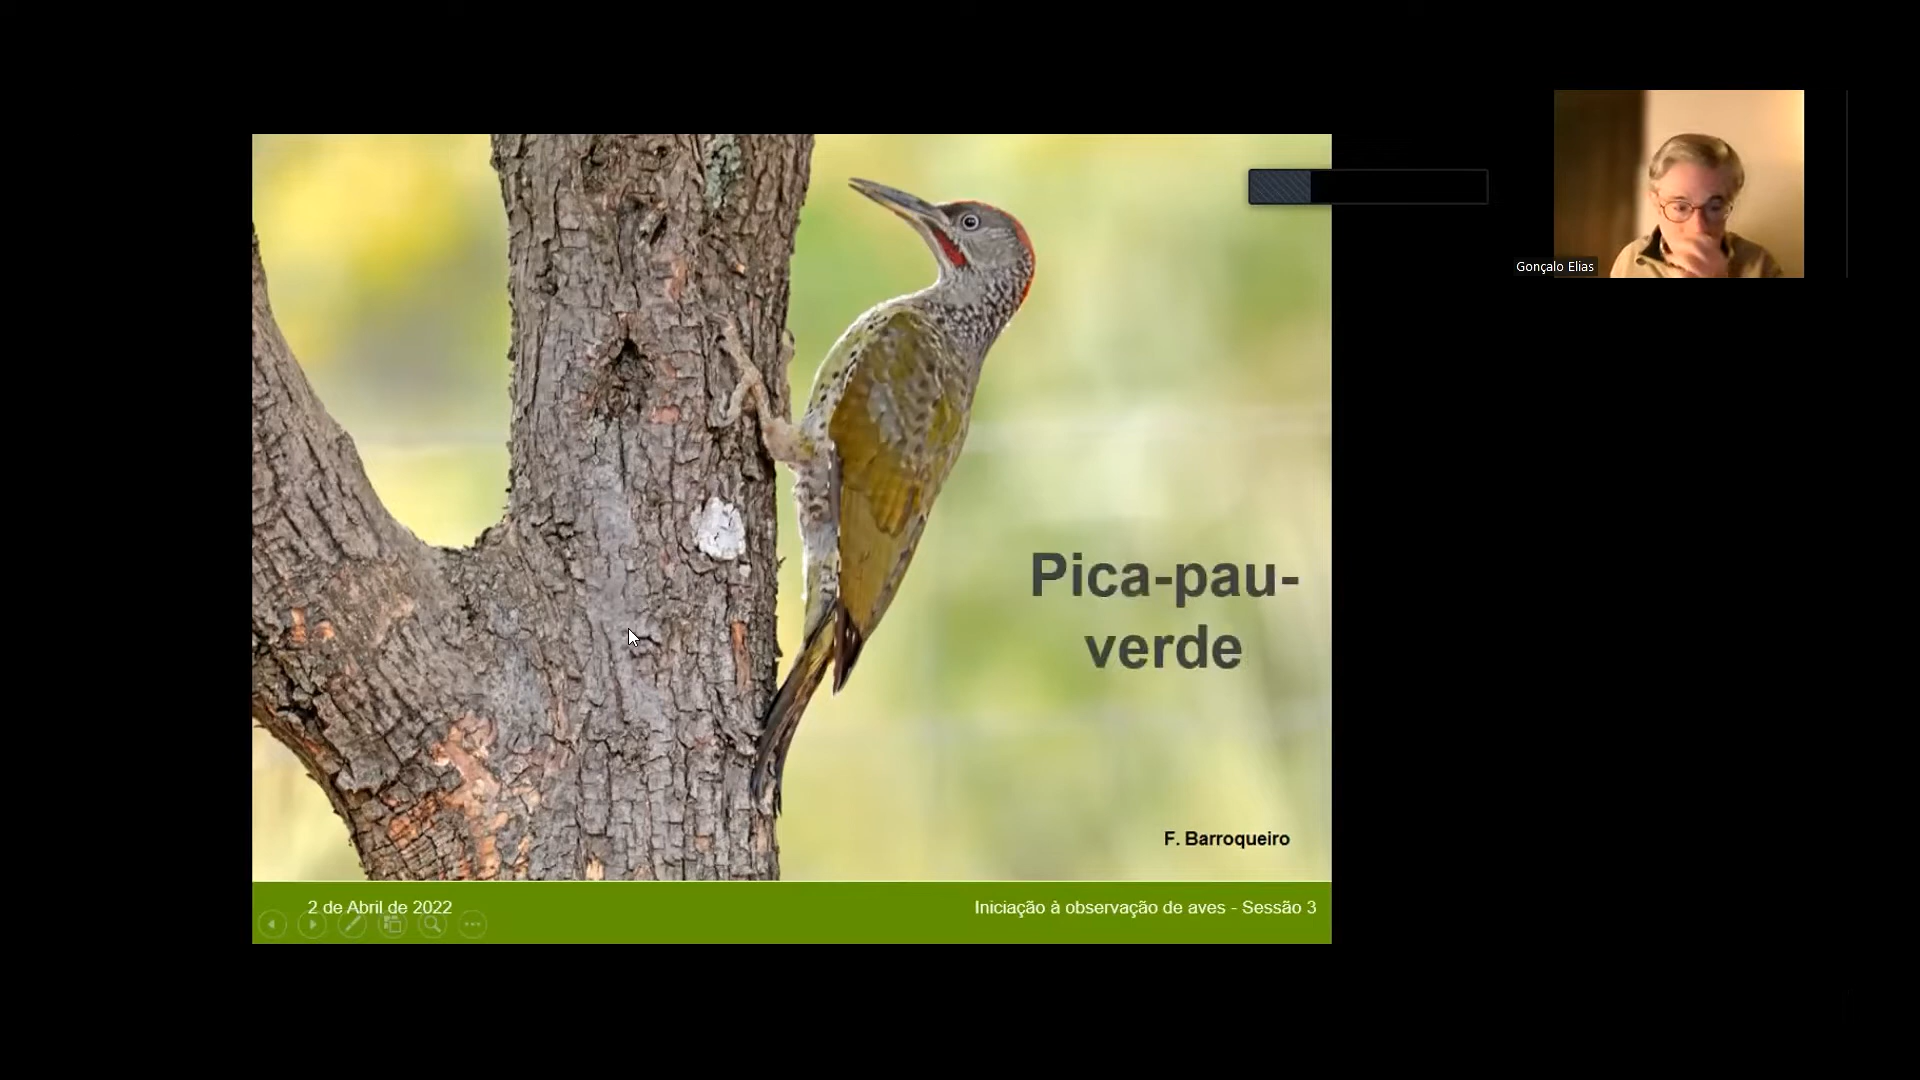 Gonçalo Elias
Pica-pau-
verde
F. Barroqueiro
2 de Abril de 2022
Iniciação à observação de aves - Sessão 3